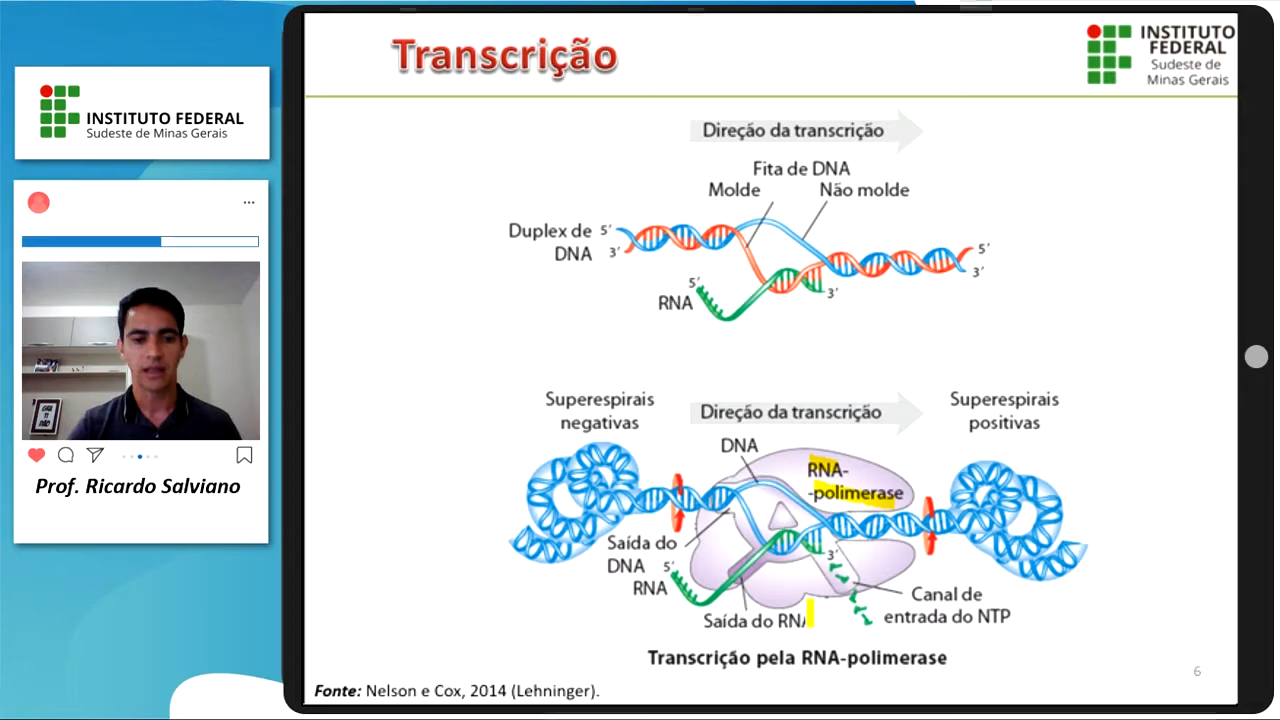 INSTITUTO FEDERAL
Sudeste de Minas Gerais
Prof. Ricardo Salviano
Transcrição
INSTITUTO
FEDERAL
Sudeste de
Minas Gerais
Direção da transcrição
Fita de DNA
Molde
Não molde
Duplex de
DNA
5′
3′
5′
3′
5′
RNA
3′
Superespirais
negativas
Direção da transcrição
Superespirais
positivas
DNA
RNA-
-polimerase
Saída do
DNA
5′
RNA
3′
Saída do RNA
Canal de
entrada do NTP
Transcrição pela RNA-polimerase
6
Fonte: Nelson e Cox, 2014 (Lehninger).